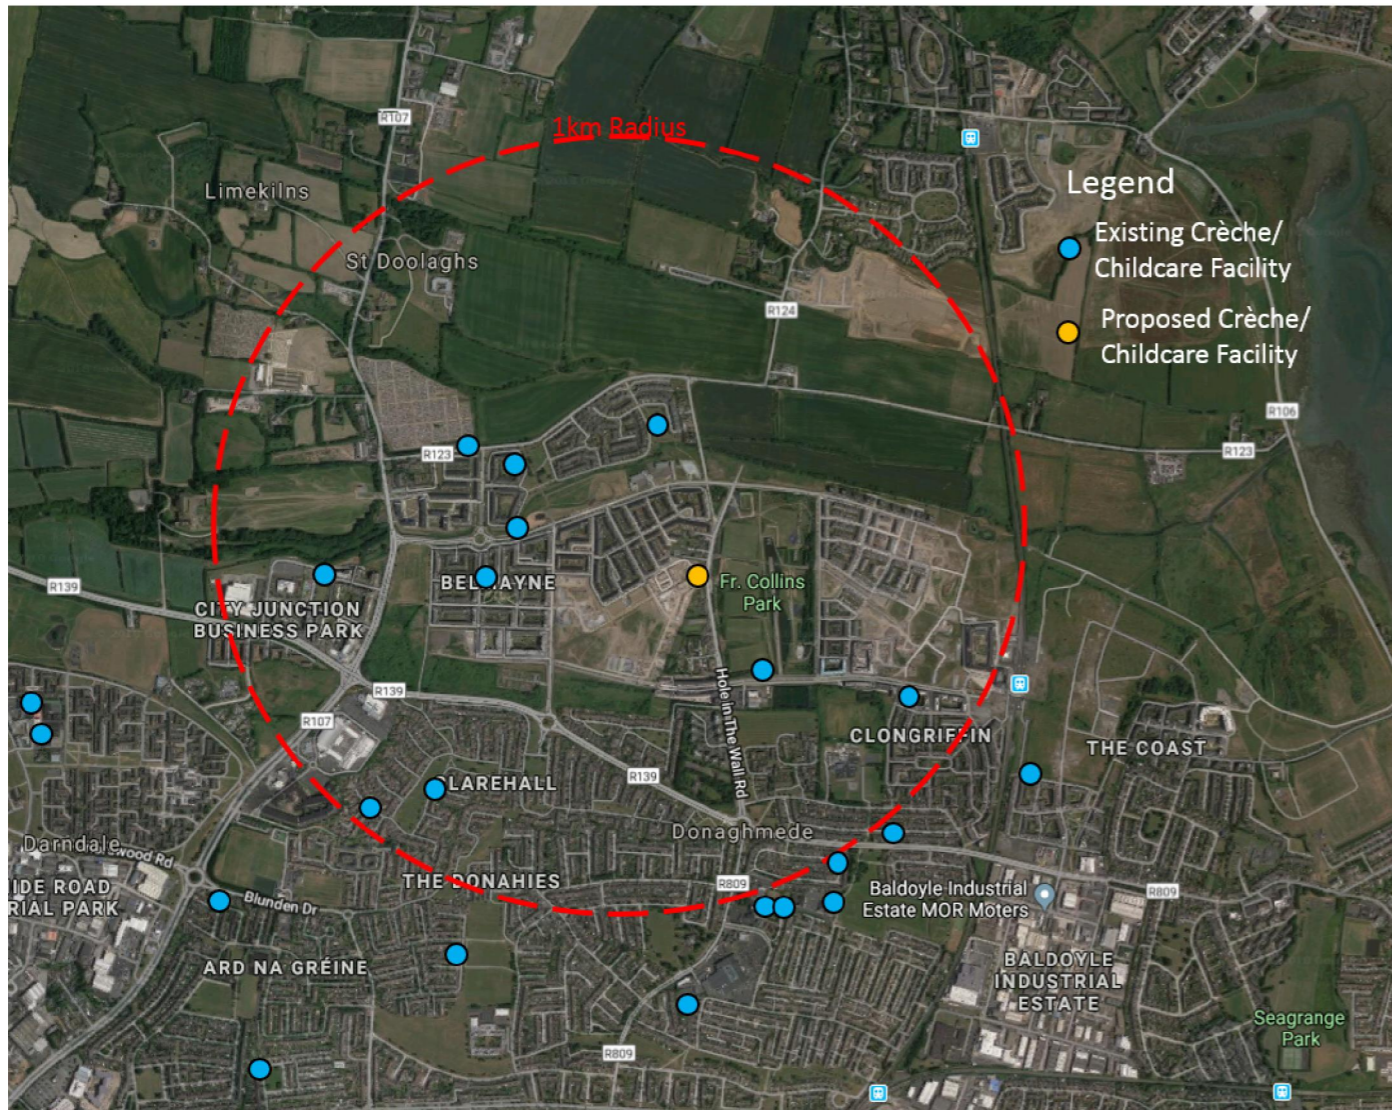 R107
1km Radius
Limekilns
St Doolaghs
Legend
Existing Crèche/
Childcare Facility
Proposed Crèche/
Childcare Facility
R124
R106
R123
R123
R139
BELMAYNE
Fr. Collins
Park
CITY JUNCTION
BUSINESS PARK
R139
R107
Hole in The Wall Rd
CLONGRIFFIN
THE COAST
R139
CLAREHALL
Donaghmede
Darndale
THE DONAHIES
R809
Baldoyle Industrial
Estate MOR Moters
R809
Blunden Dr
ARD NA GRÉINE
BALDOYLE
INDUSTRIAL
ESTATE
Seagrange
Park
R809